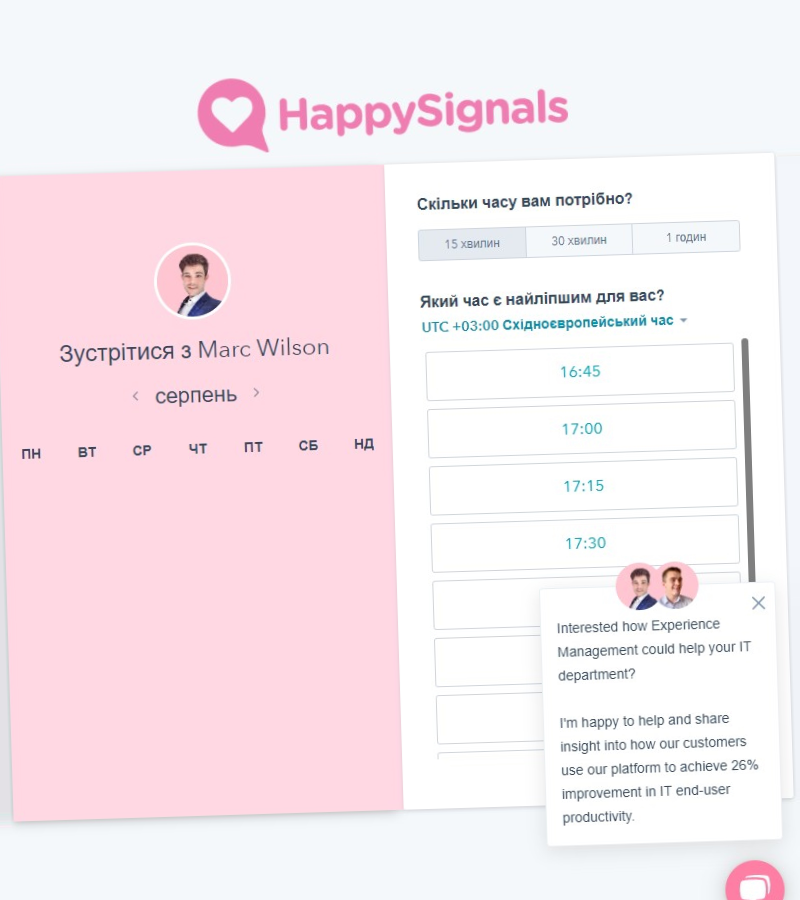 HappySignals
Зустрітися з Marc Wilson
серпень
ПН ВТ СР ЧТ ПТ СБ НД
Скільки часу вам потрібно?
15 хвилин 30 хвилин 1 годин
Який час є найліпшим для вас?
UTC +03:00 Східноєвропейський час
16:45
17:00
17:15
17:30
Interested how Experience
Management could help your IT
department?
I'm happy to help and share
insight into how our customers
use our platform to achieve 26%
improvement in IT end-user
productivity.